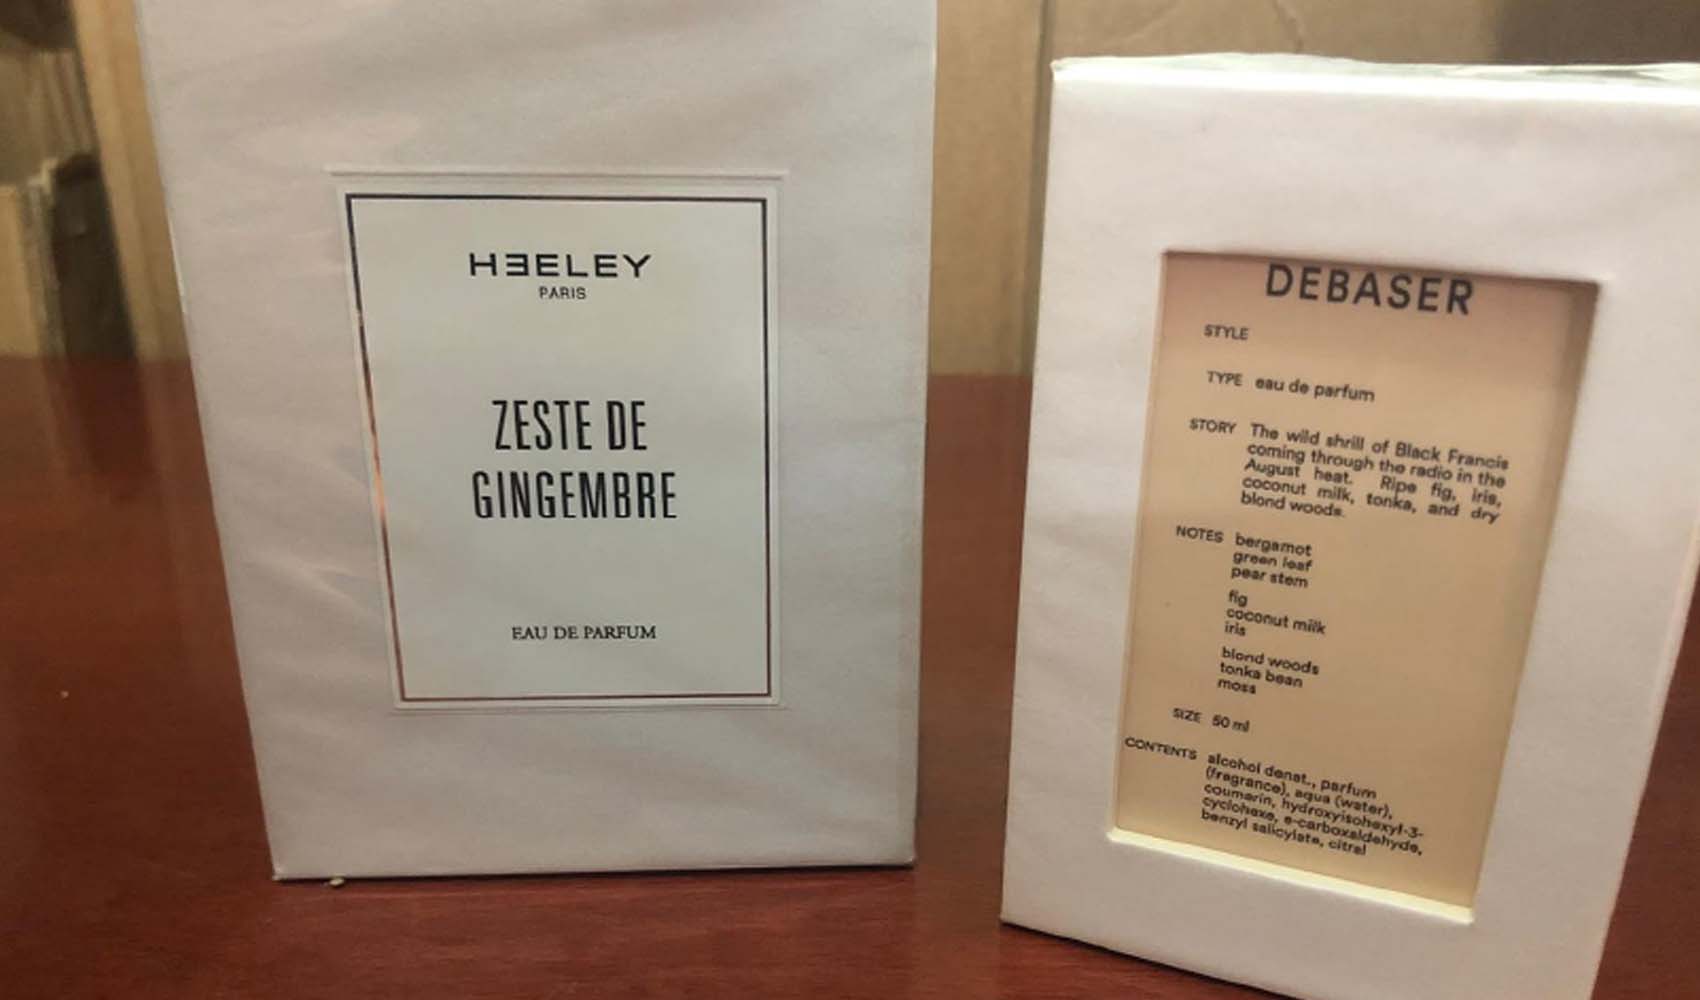 HEELEY
PARIS
ZESTE DE
GINGEMBRE
EAU DE PARFUM
DEBASER
STYLE
TYPE eau de parfum
STORY The wild shrill of Black Francis
coming through the radio in the
August heat. Ripe fig, iris,
coconut milk, tonka, and dry
blond woods.
NOTES bergamot
green leaf
pear stem
fig
coconut milk
iris
blond woods
tonka bean
moss
SIZE 50 ml
CONTENTS alcohol denat., parfum
(fragrance), aqua (water),
coumarin, hydroxyisohexyl-3-
cyclohexe, e-carboxaldehyde,
benzyl salicylate, citral